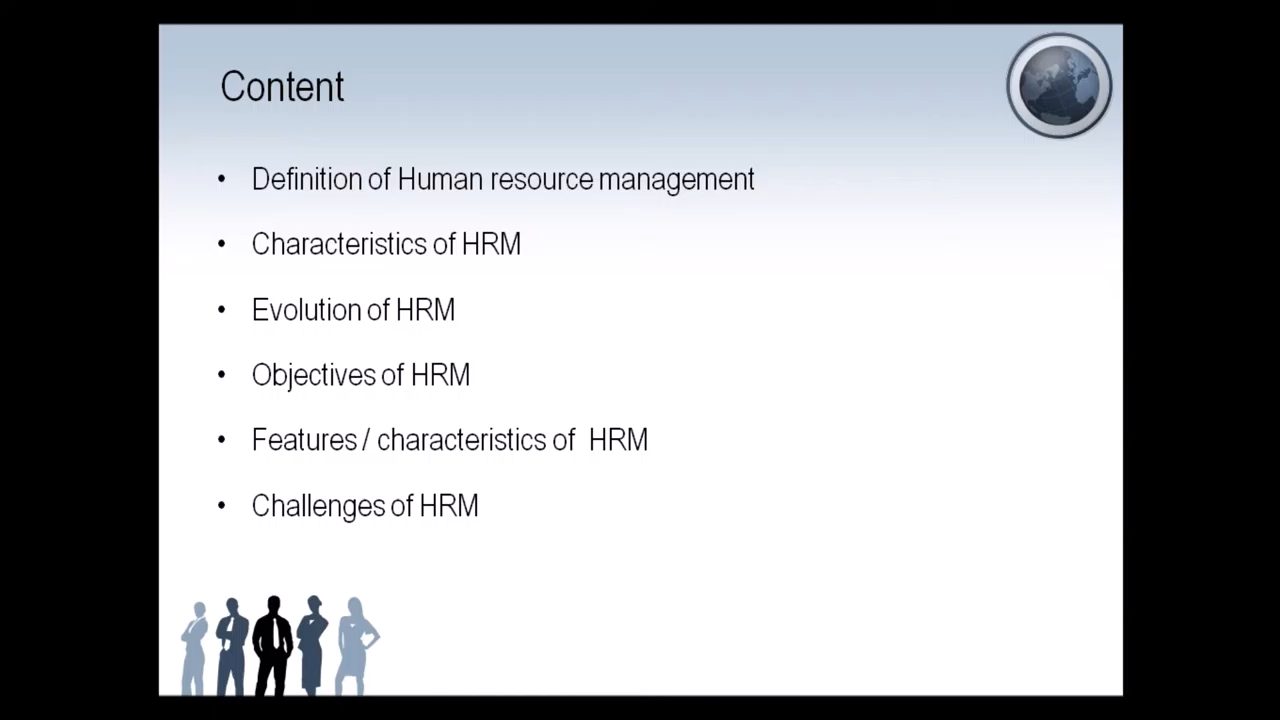 Content
• Definition of Human resource management
• Characteristics of HRM
• Evolution of HRM
• Objectives of HRM
• Features / characteristics of  HRM
• Challenges of HRM